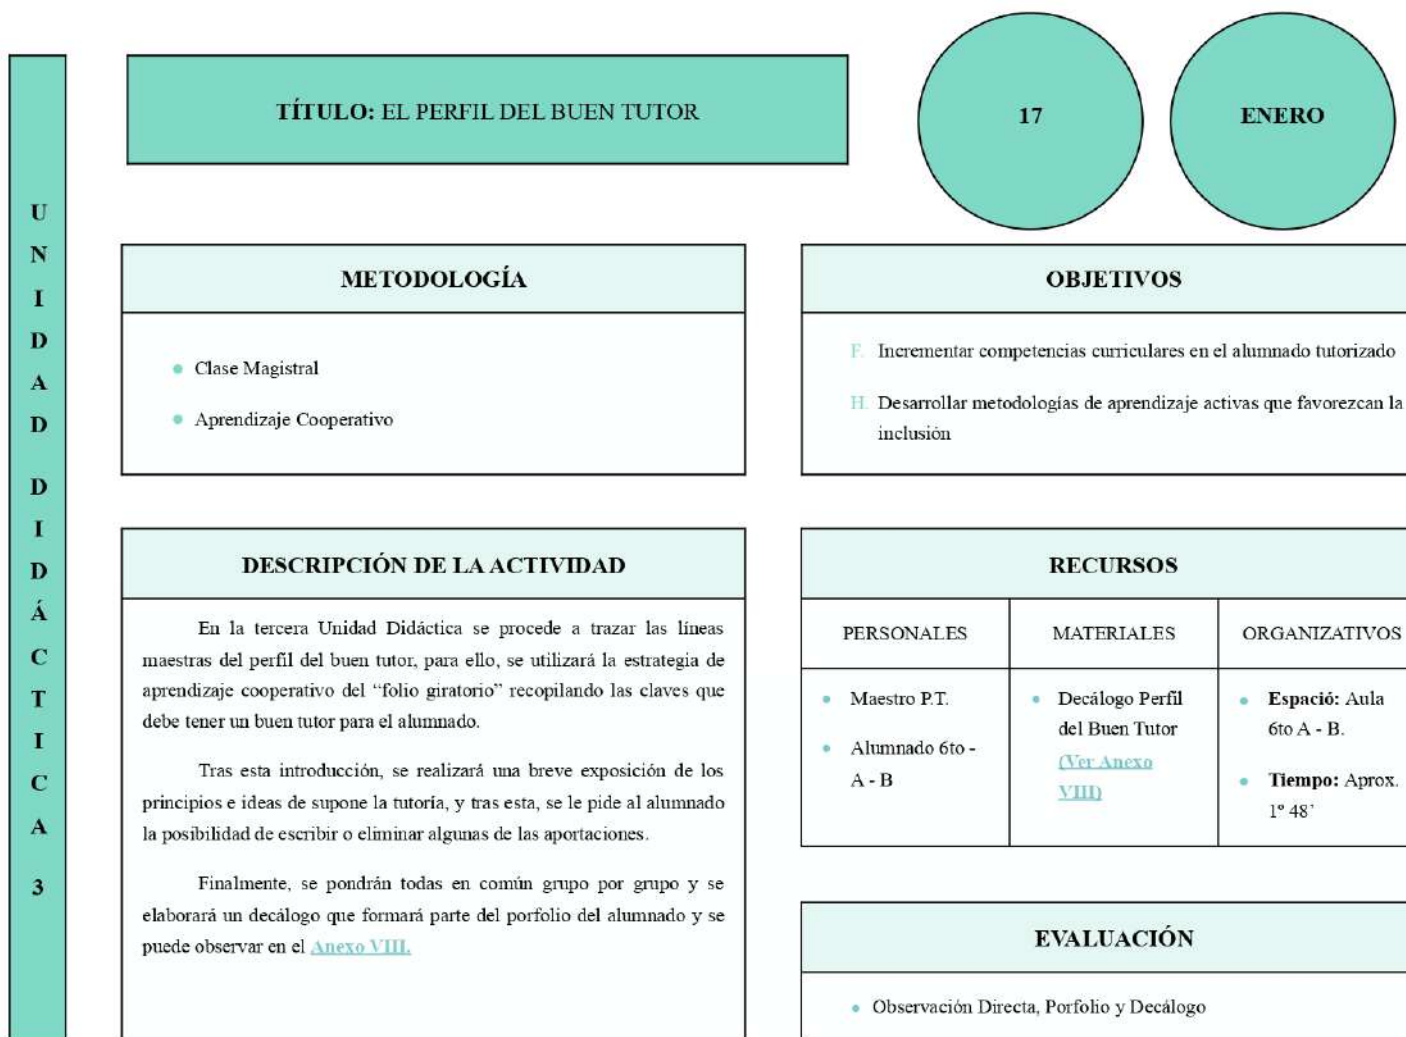 UNIDAD DIDÁCTICA 3
TÍTULO: EL PERFIL DEL BUEN TUTOR
17
ENERO
METODOLOGÍA
● Clase Magistral
● Aprendizaje Cooperativo
OBJETIVOS
F. Incrementar competencias curriculares en el alumnado tutorizado
H. Desarrollar metodologías de aprendizaje activas que favorezcan la
inclusión
DESCRIPCIÓN DE LA ACTIVIDAD
En la tercera Unidad Didáctica se procede a trazar las líneas
maestras del perfil del buen tutor, para ello, se utilizará la estrategia de
aprendizaje cooperativo del “folio giratorio” recopilando las claves que
debe tener un buen tutor para el alumnado.
Tras esta introducción, se realizará una breve exposición de los
principios e ideas de supone la tutoría, y tras esta, se le pide al alumnado
la posibilidad de escribir o eliminar algunas de las aportaciones.
Finalmente, se pondrán todas en común grupo por grupo y se
elaborará un decálogo que formará parte del porfolio del alumnado y se
puede observar en el Anexo VIII.
RECURSOS
PERSONALES
● Maestro P.T.
● Alumnado 6to -
A - B
MATERIALES
● Decálogo Perfil
del Buen Tutor
(Ver Anexo
VIII)
ORGANIZATIVOS
● Espació: Aula
6to A - B.
● Tiempo: Aprox.
1º 48’
EVALUACIÓN
● Observación Directa, Porfolio y Decálogo